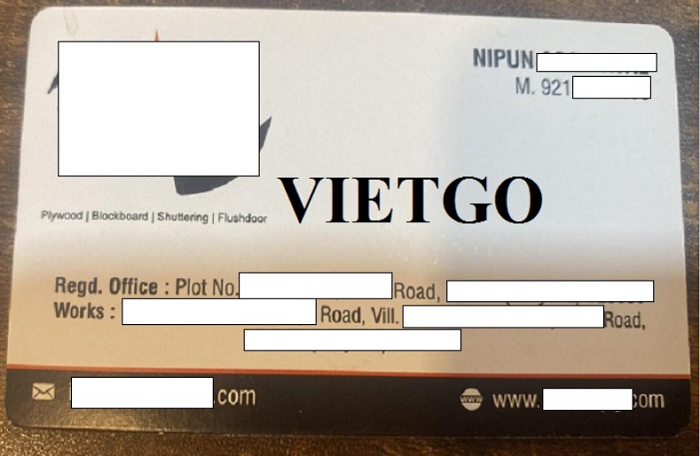 NIPUN
M. 921
VIETGO
Plywood | Blockboard | Shuttering | Flushdoor
Regd. Office : Plot No. Road,
Works : Road, Vill. Road,
.com
www. com